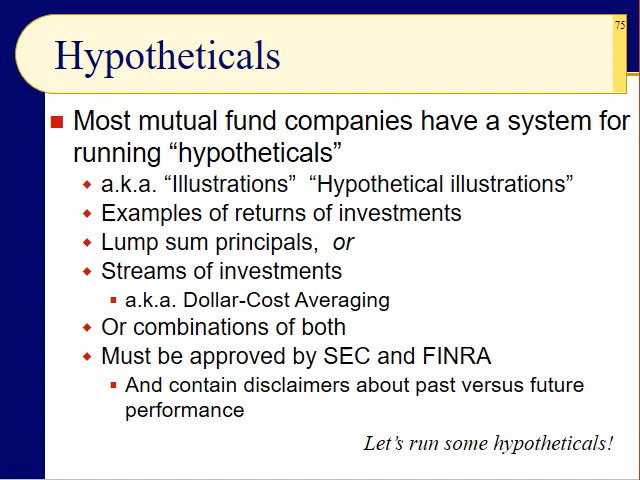 75
Hypotheticals
Most mutual fund companies have a system for
running “hypotheticals”
a.k.a. “Illustrations”  “Hypothetical illustrations”
Examples of returns of investments
Lump sum principals,  or
Streams of investments
a.k.a. Dollar-Cost Averaging
Or combinations of both
Must be approved by SEC and FINRA
And contain disclaimers about past versus future
performance
Let’s run some hypotheticals!